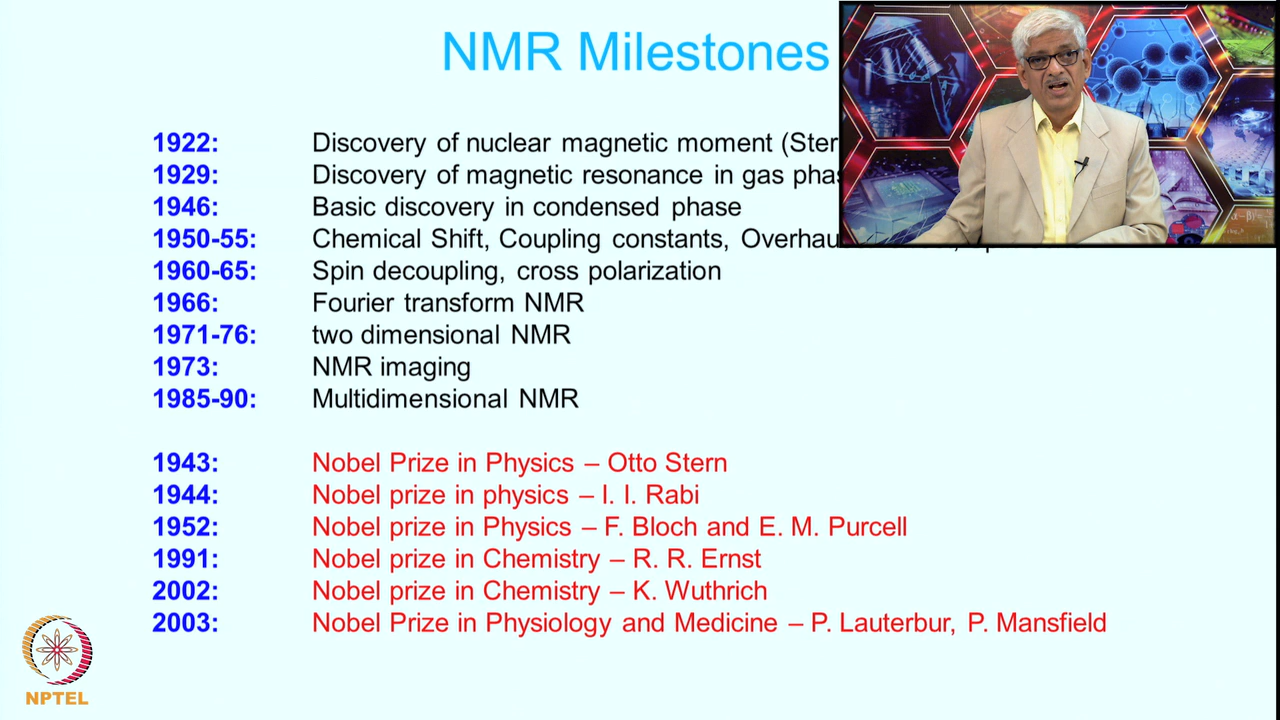 NMR Milestones
1922: Discovery of nuclear magnetic moment
1929: Discovery of magnetic resonance in gas
1946: Basic discovery in condensed phase
1950-55: Chemical Shift, Coupling constants,
1960-65: Spin decoupling, cross polarization
1966: Fourier transform NMR
1971-76: two dimensional NMR
1973: NMR imaging
1985-90: Multidimensional NMR
1943: Nobel Prize in Physics – Otto Stern
1944: Nobel prize in physics – I. I. Rabi
1952: Nobel prize in Physics – F. Bloch and E. M. Purcell
1991: Nobel prize in Chemistry – R. R. Ernst
2002: Nobel prize in Chemistry – K. Wuthrich
2003: Nobel Prize in Physiology and Medicine – P. Lauterbur, P. Mansfield
NPTEL